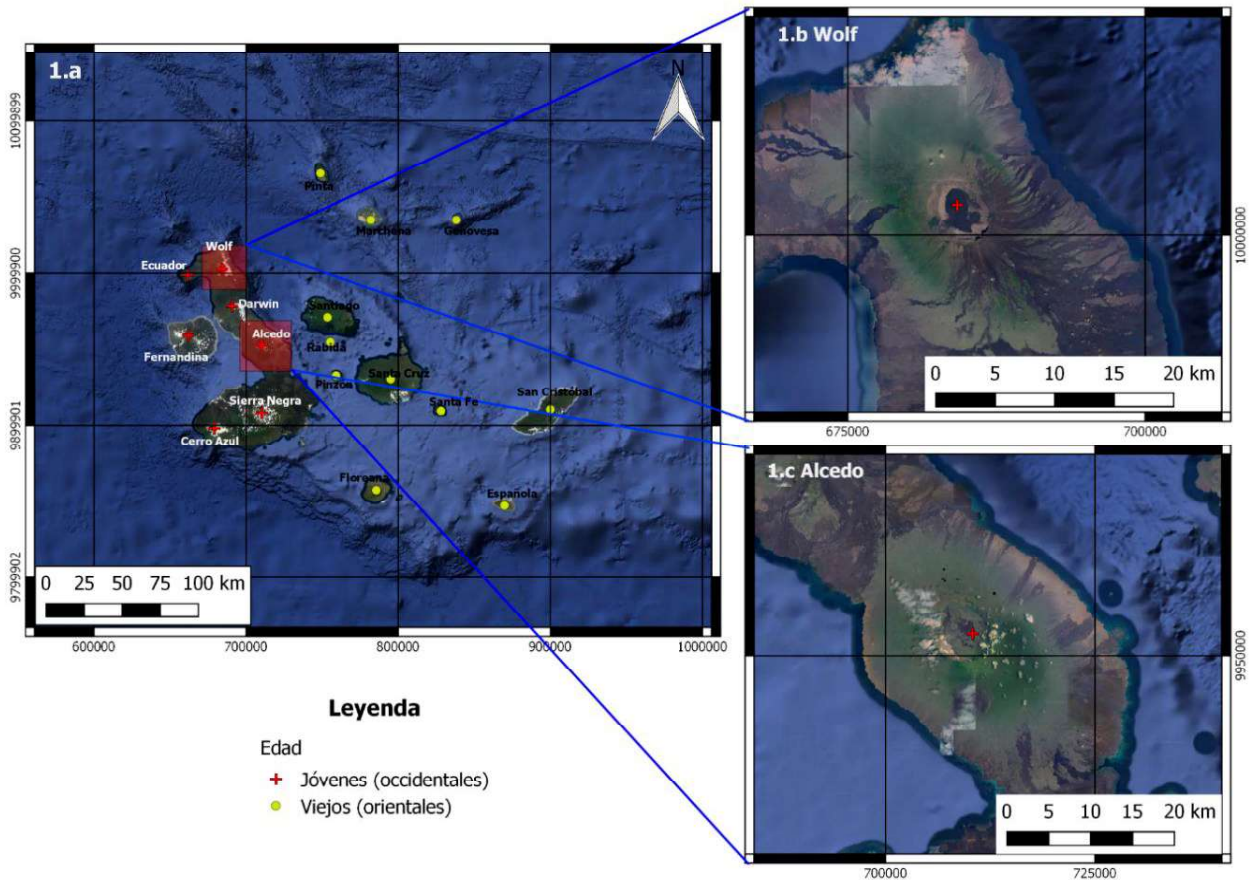 1.a
N
10099899
9999900
9899901
9799902
Pinta
Marchena
Genovesa
Wolf
Ecuador
Darwin
Santiago
Alcedo
Fernandina
Rábida
Pinzón
Santa Cruz
Santa Fe
San Cristóbal
Sierra Negra
Cerro Azul
Floreana
Española
0 25 50 75 100 km
600000 700000 800000 900000 1000000
Leyenda
Edad
Jóvenes (occidentales)
Viejos (orientales)
1.b Wolf
10000000
0 5 10 15 20 km
675000 700000
1.c Alcedo
9950000
0 5 10 15 20 km
700000 725000